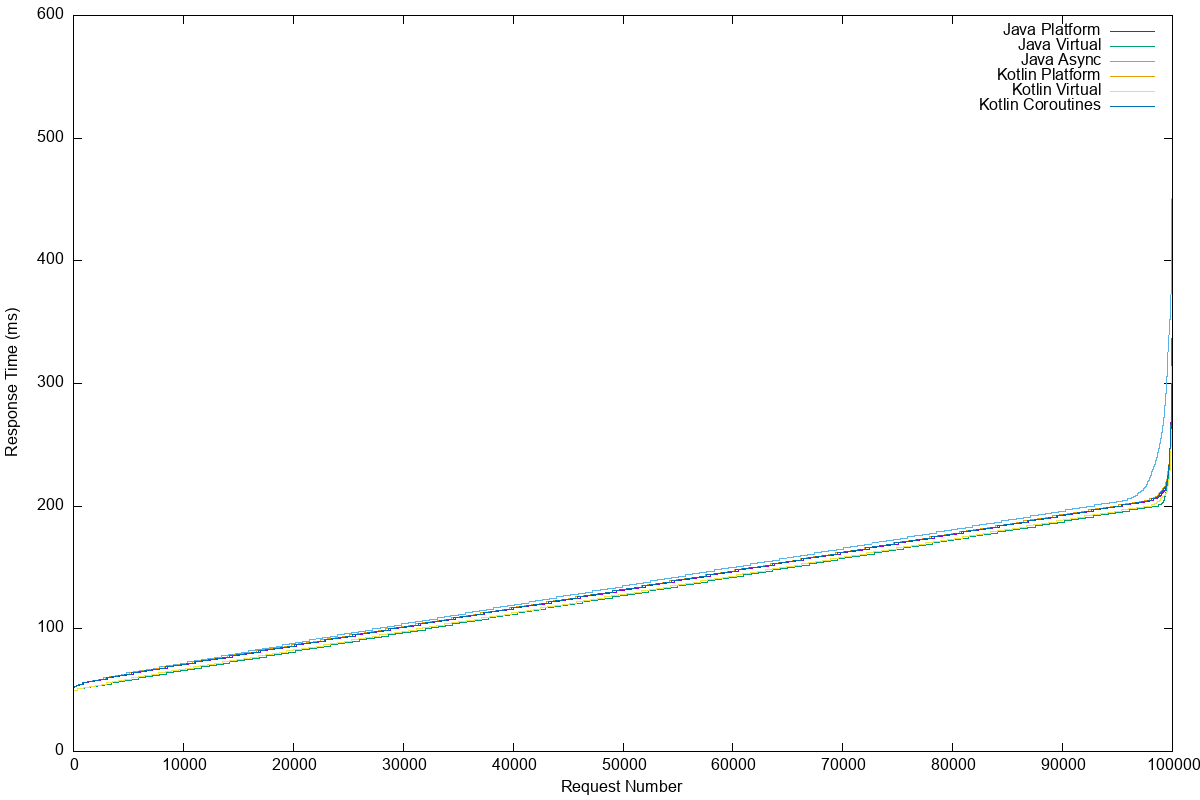 600
500
400
300
200
100
0
Response Time (ms)
Java Platform
Java Virtual
Java Async
Kotlin Platform
Kotlin Virtual
Kotlin Coroutines
0 10000 20000 30000 40000 50000 60000 70000 80000 90000 100000
Request Number